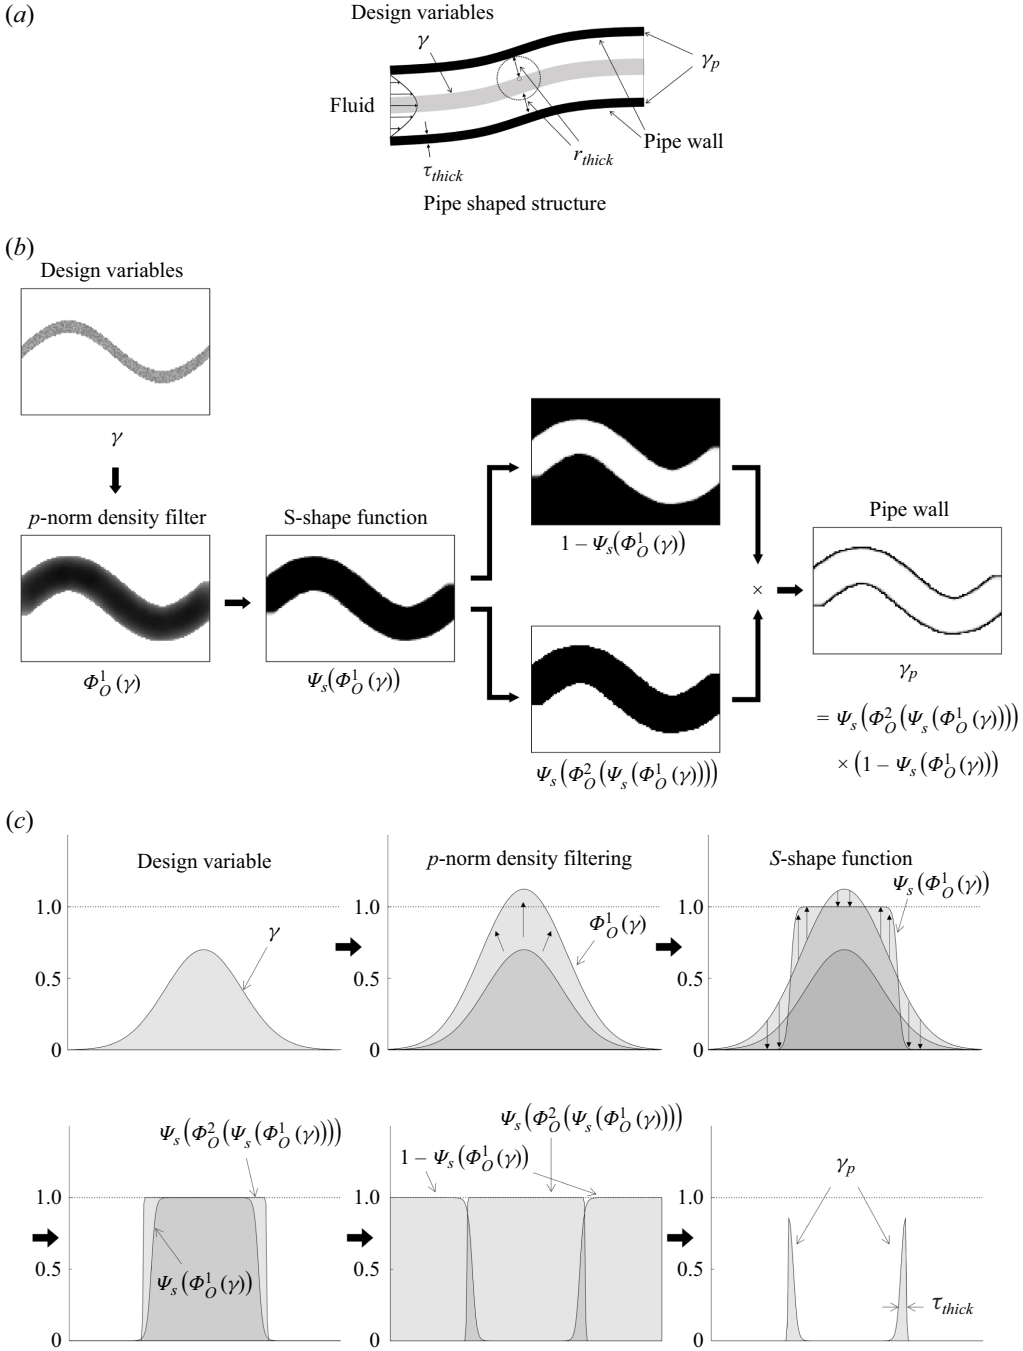 (a)
Design variables
γ
γp
Fluid
Pipe wall
rthick
τthick
Pipe shaped structure
(b)
Design variables
γ
p-norm density filter
S-shape function
Pipe wall
1 – Ψs(Φ¹O(γ))
×
Φ¹O(γ)
Ψs(Φ¹O(γ))
γp
Ψs(Φ²O(Ψs(Φ¹O(γ))))
= Ψs(Φ²O(Ψs(Φ¹O(γ))))
× (1 – Ψs(Φ¹O(γ)))
(c)
Design variable
p-norm density filtering
S-shape function
Ψs(Φ¹O(γ))
1.0
γ
Φ¹O(γ)
0.5
0
1.0
0.5
0
1.0
0.5
0
Ψs(Φ²O(Ψs(Φ¹O(γ))))
Ψs(Φ²O(Ψs(Φ¹O(γ))))
1 – Ψs(Φ¹O(γ))
γp
1.0
0.5
0
Ψs(Φ¹O(γ))
1.0
0.5
0
1.0
0.5
0
τthick